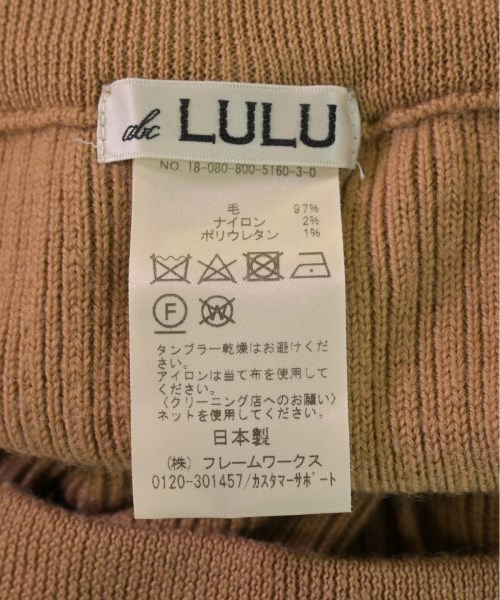 abc LULU
NO 18-080-800-5160-3-0
毛 97%
ナイロン 2%
ポリウレタン 1%
F W
タンブラー乾燥はお避けくだ
さい。
アイロンは当て布を使用して
ください。
〈クリーニング店へのお願い〉
ネットを使用してください。
日本製
(株) フレームワークス
0120-301457/カスタマーサポート